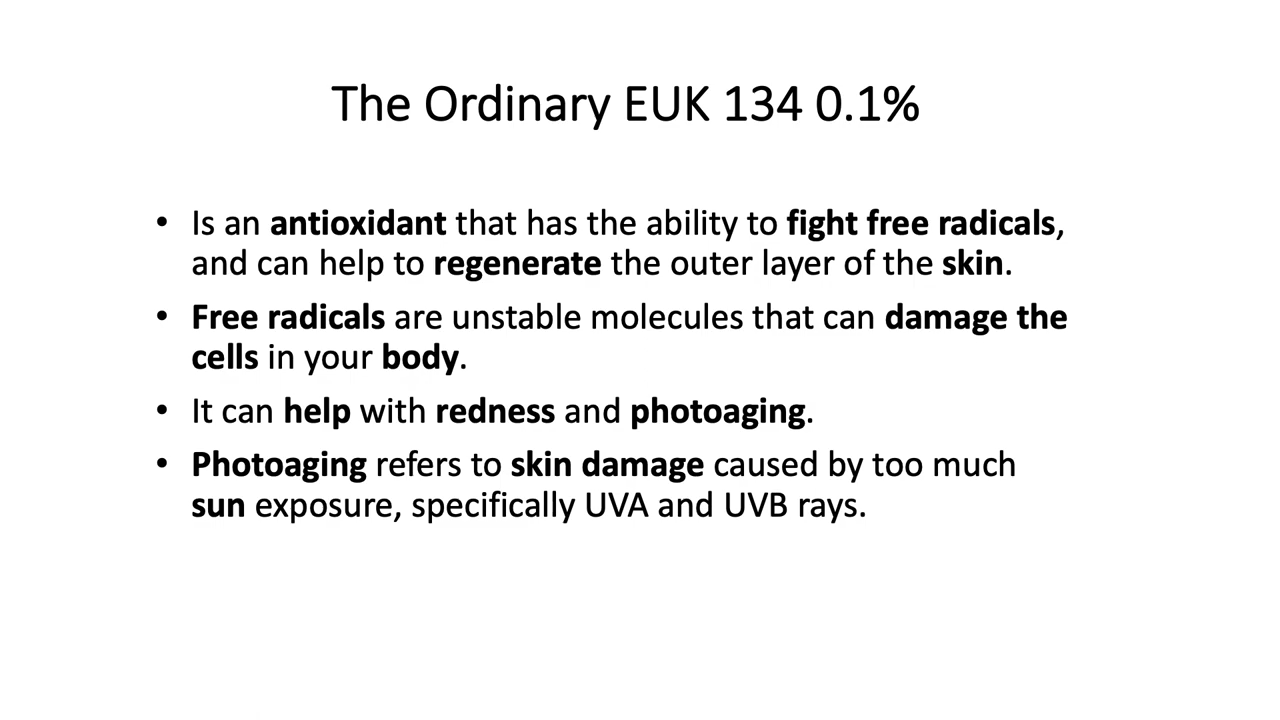 The Ordinary EUK 134 0.1%
• Is an antioxidant that has the ability to fight free radicals,
and can help to regenerate the outer layer of the skin.
• Free radicals are unstable molecules that can damage the
cells in your body.
• It can help with redness and photoaging.
• Photoaging refers to skin damage caused by too much
sun exposure, specifically UVA and UVB rays.